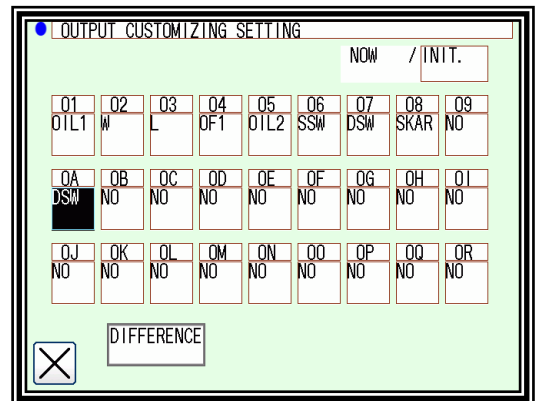 OUTPUT CUSTOMIZING SETTING
NOW / INIT.
01 02 03 04 05 06 07 08 09
OIL1 W L OF1 OIL2 SSW DSW SKAR NO
0A 0B 0C 0D 0E 0F 0G 0H 0I
DSW NO NO NO NO NO NO NO NO
0J 0K 0L 0M 0N 0O 0P 0Q 0R
NO NO NO NO NO NO NO NO NO
DIFFERENCE